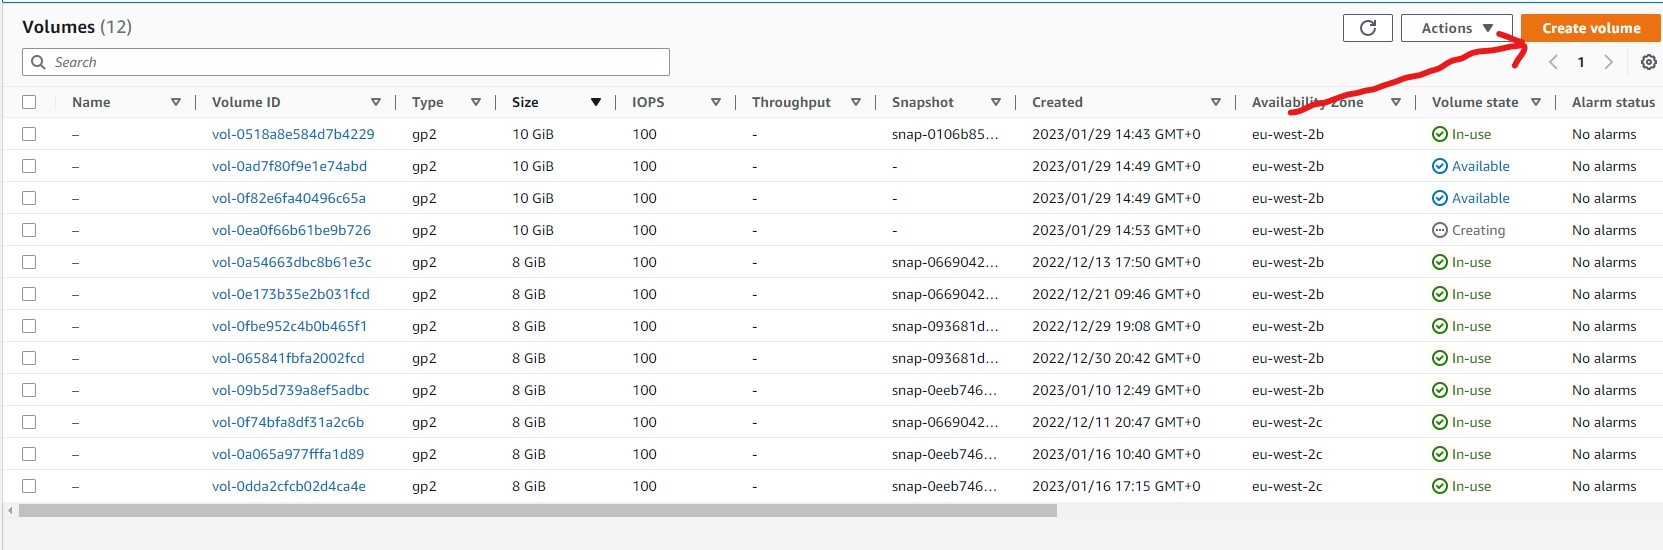 Volumes (12) Actions Create volume
Search 1
Name Volume ID Type Size IOPS Throughput Snapshot Created Availability Zone Volume state Alarm status
– vol-0518a8e584d7b4229 gp2 10 GiB 100 - snap-0106b85... 2023/01/29 14:43 GMT+0 eu-west-2b In-use No alarms
– vol-0ad7f80f9e1e74abd gp2 10 GiB 100 - - 2023/01/29 14:49 GMT+0 eu-west-2b Available No alarms
– vol-0f82e6fa40496c65a gp2 10 GiB 100 - - 2023/01/29 14:49 GMT+0 eu-west-2b Available No alarms
– vol-0ea0f66b61be9b726 gp2 10 GiB 100 - - 2023/01/29 14:53 GMT+0 eu-west-2b Creating No alarms
– vol-0a54663dbc8b61e3c gp2 8 GiB 100 - snap-0669042... 2022/12/13 17:50 GMT+0 eu-west-2b In-use No alarms
– vol-0e173b35e2b031fcd gp2 8 GiB 100 - snap-0669042... 2022/12/21 09:46 GMT+0 eu-west-2b In-use No alarms
– vol-0fbe952c4b0b465f1 gp2 8 GiB 100 - snap-093681d... 2022/12/29 19:08 GMT+0 eu-west-2b In-use No alarms
– vol-065841fbfa2002fcd gp2 8 GiB 100 - snap-093681d... 2022/12/30 20:42 GMT+0 eu-west-2b In-use No alarms
– vol-09b5d739a8ef5adbc gp2 8 GiB 100 - snap-0eeb746... 2023/01/10 12:49 GMT+0 eu-west-2b In-use No alarms
– vol-0f74bfa8df31a2c6b gp2 8 GiB 100 - snap-0669042... 2022/12/11 20:47 GMT+0 eu-west-2c In-use No alarms
– vol-0a065a977fffa1d89 gp2 8 GiB 100 - snap-0eeb746... 2023/01/16 10:40 GMT+0 eu-west-2c In-use No alarms
– vol-0dda2cfcb02d4ca4e gp2 8 GiB 100 - snap-0eeb746... 2023/01/16 17:15 GMT+0 eu-west-2c In-use No alarms